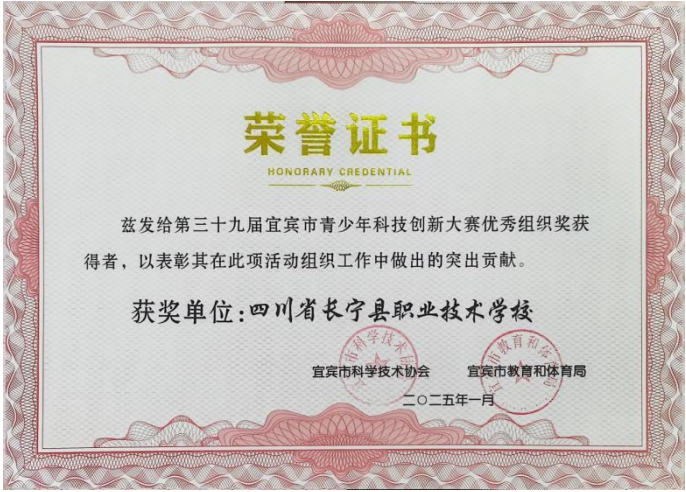 荣誉证书
HONORARY CREDENTIAL
兹发给第三十九届宜宾市青少年科技创新大赛优秀组织奖获
得者，以表彰其在此项活动组织工作中做出的突出贡献。
获奖单位:四川省长宁县职业技术学校
宜宾市科学技术协会 宜宾市教育和体育局
二〇二五年一月